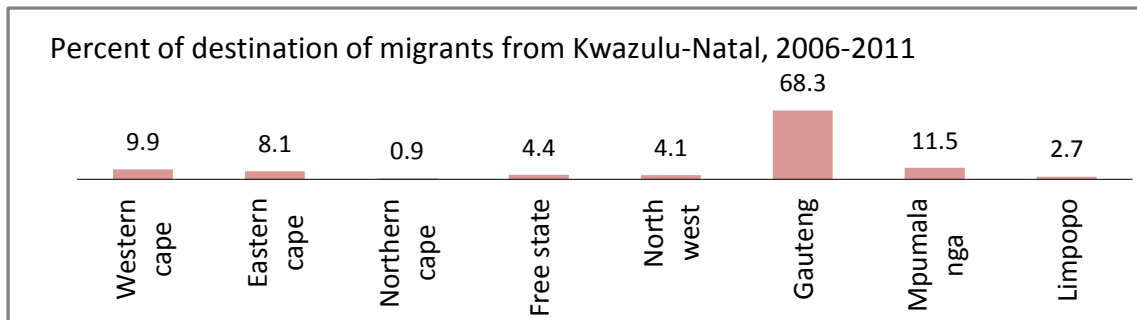 Percent of destination of migrants from Kwazulu-Natal, 2006-2011
9.9
8.1
0.9
4.4
4.1
68.3
11.5
2.7
Western
cape
Eastern
cape
Northern
cape
Free state
North
west
Gauteng
Mpumala
nga
Limpopo